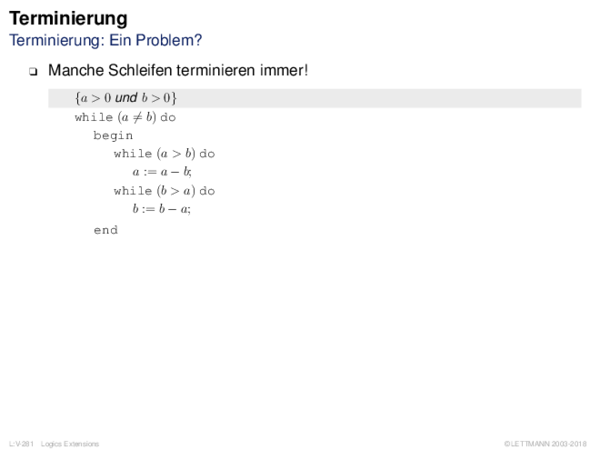 Terminierung
Terminierung: Ein Problem?
❑ Manche Schleifen terminieren immer!
{a > 0 und b > 0}
while (a ≠ b) do
begin
while (a > b) do
a := a − b;
while (b > a) do
b := b − a;
end
L:V-281 Logics Extensions
©LETTMANN 2003-2018